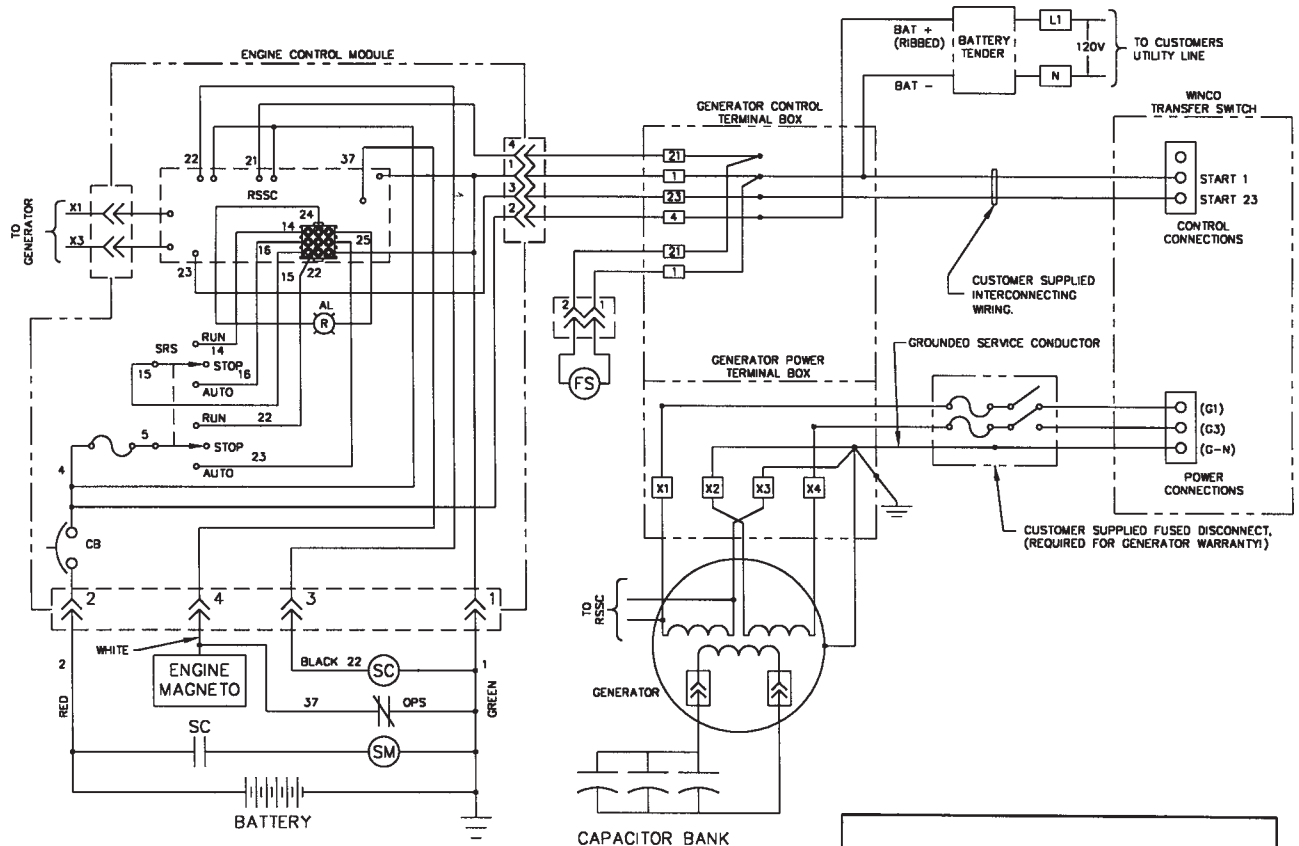 ENGINE CONTROL MODULE
BAT +
(RIBBED)
BATTERY
TENDER
L1
120V
N
TO CUSTOMERS
UTILITY LINE
BAT -
GENERATOR CONTROL
TERMINAL BOX
WINCO
TRANSFER SWITCH
22
21
37
RSSC
4
1
3
2
21
1
23
4
21
1
START 1
START 23
CONTROL
CONNECTIONS
TO
GENERATOR
X1
X3
24
14
25
16
15
22
23
AL
R
CUSTOMER SUPPLIED
INTERCONNECTING
WIRING.
2
1
FS
SRS
RUN
14
15
STOP
16
AUTO
RUN
22
5
STOP
23
AUTO
4
CB
GENERATOR POWER
TERMINAL BOX
GROUNDED SERVICE CONDUCTOR
(G1)
(G3)
(G-N)
POWER
CONNECTIONS
X1
X2
X3
X4
CUSTOMER SUPPLIED FUSED DISCONNECT,
(REQUIRED FOR GENERATOR WARRANTY!)
2
4
3
1
TO
RSSC
WHITE
ENGINE
MAGNETO
BLACK 22
SC
1
GREEN
2
RED
37
OPS
SC
SM
BATTERY
GENERATOR
CAPACITOR BANK